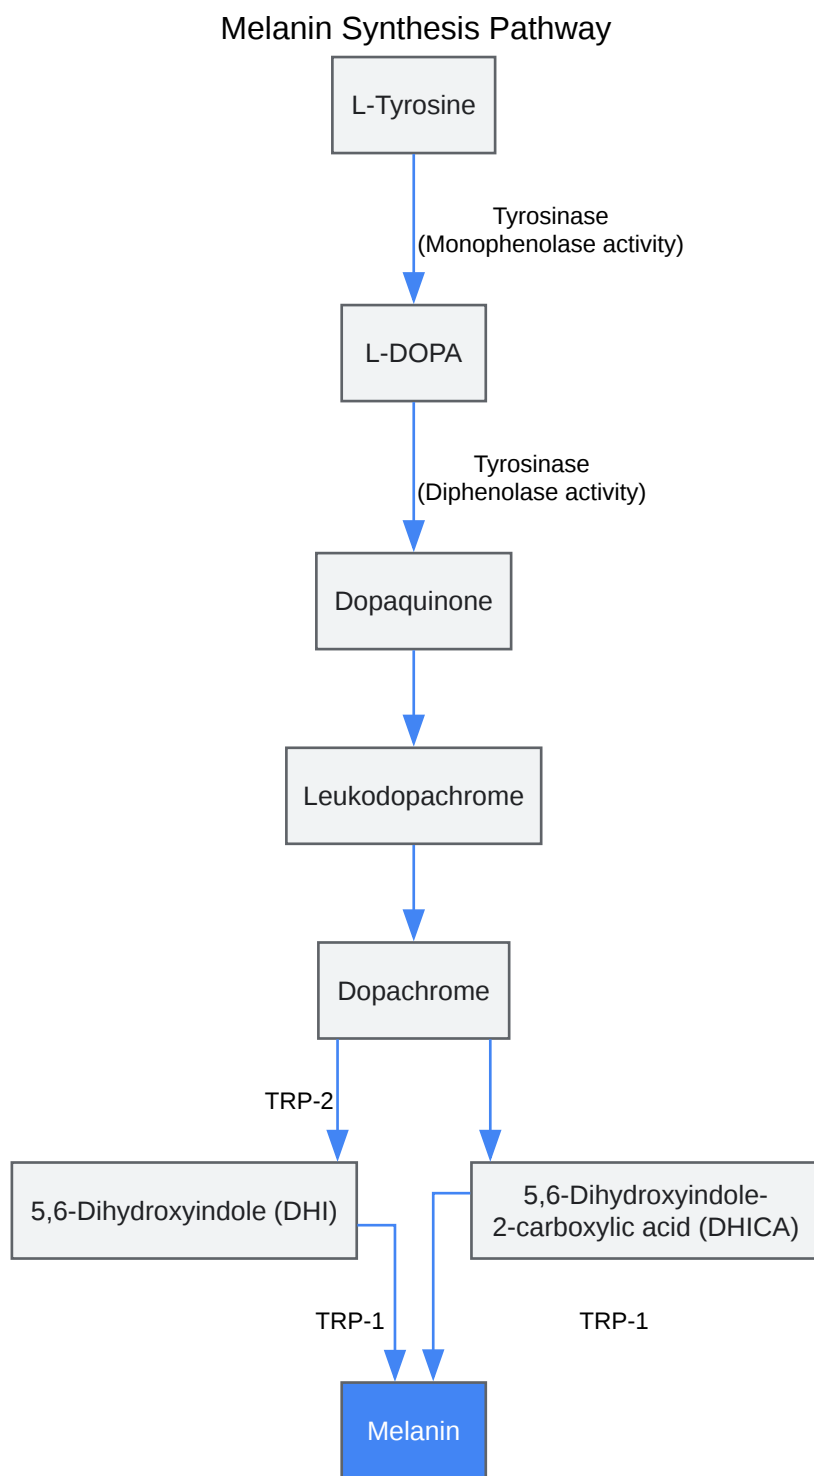 Melanin Synthesis Pathway
L-Tyrosine
Tyrosinase
(Monophenolase activity)
L-DOPA
Tyrosinase
(Diphenolase activity)
Dopaquinone
Leukodopachrome
Dopachrome
TRP-2
5,6-Dihydroxyindole (DHI)
5,6-Dihydroxyindole-
2-carboxylic acid (DHICA)
TRP-1
TRP-1
Melanin